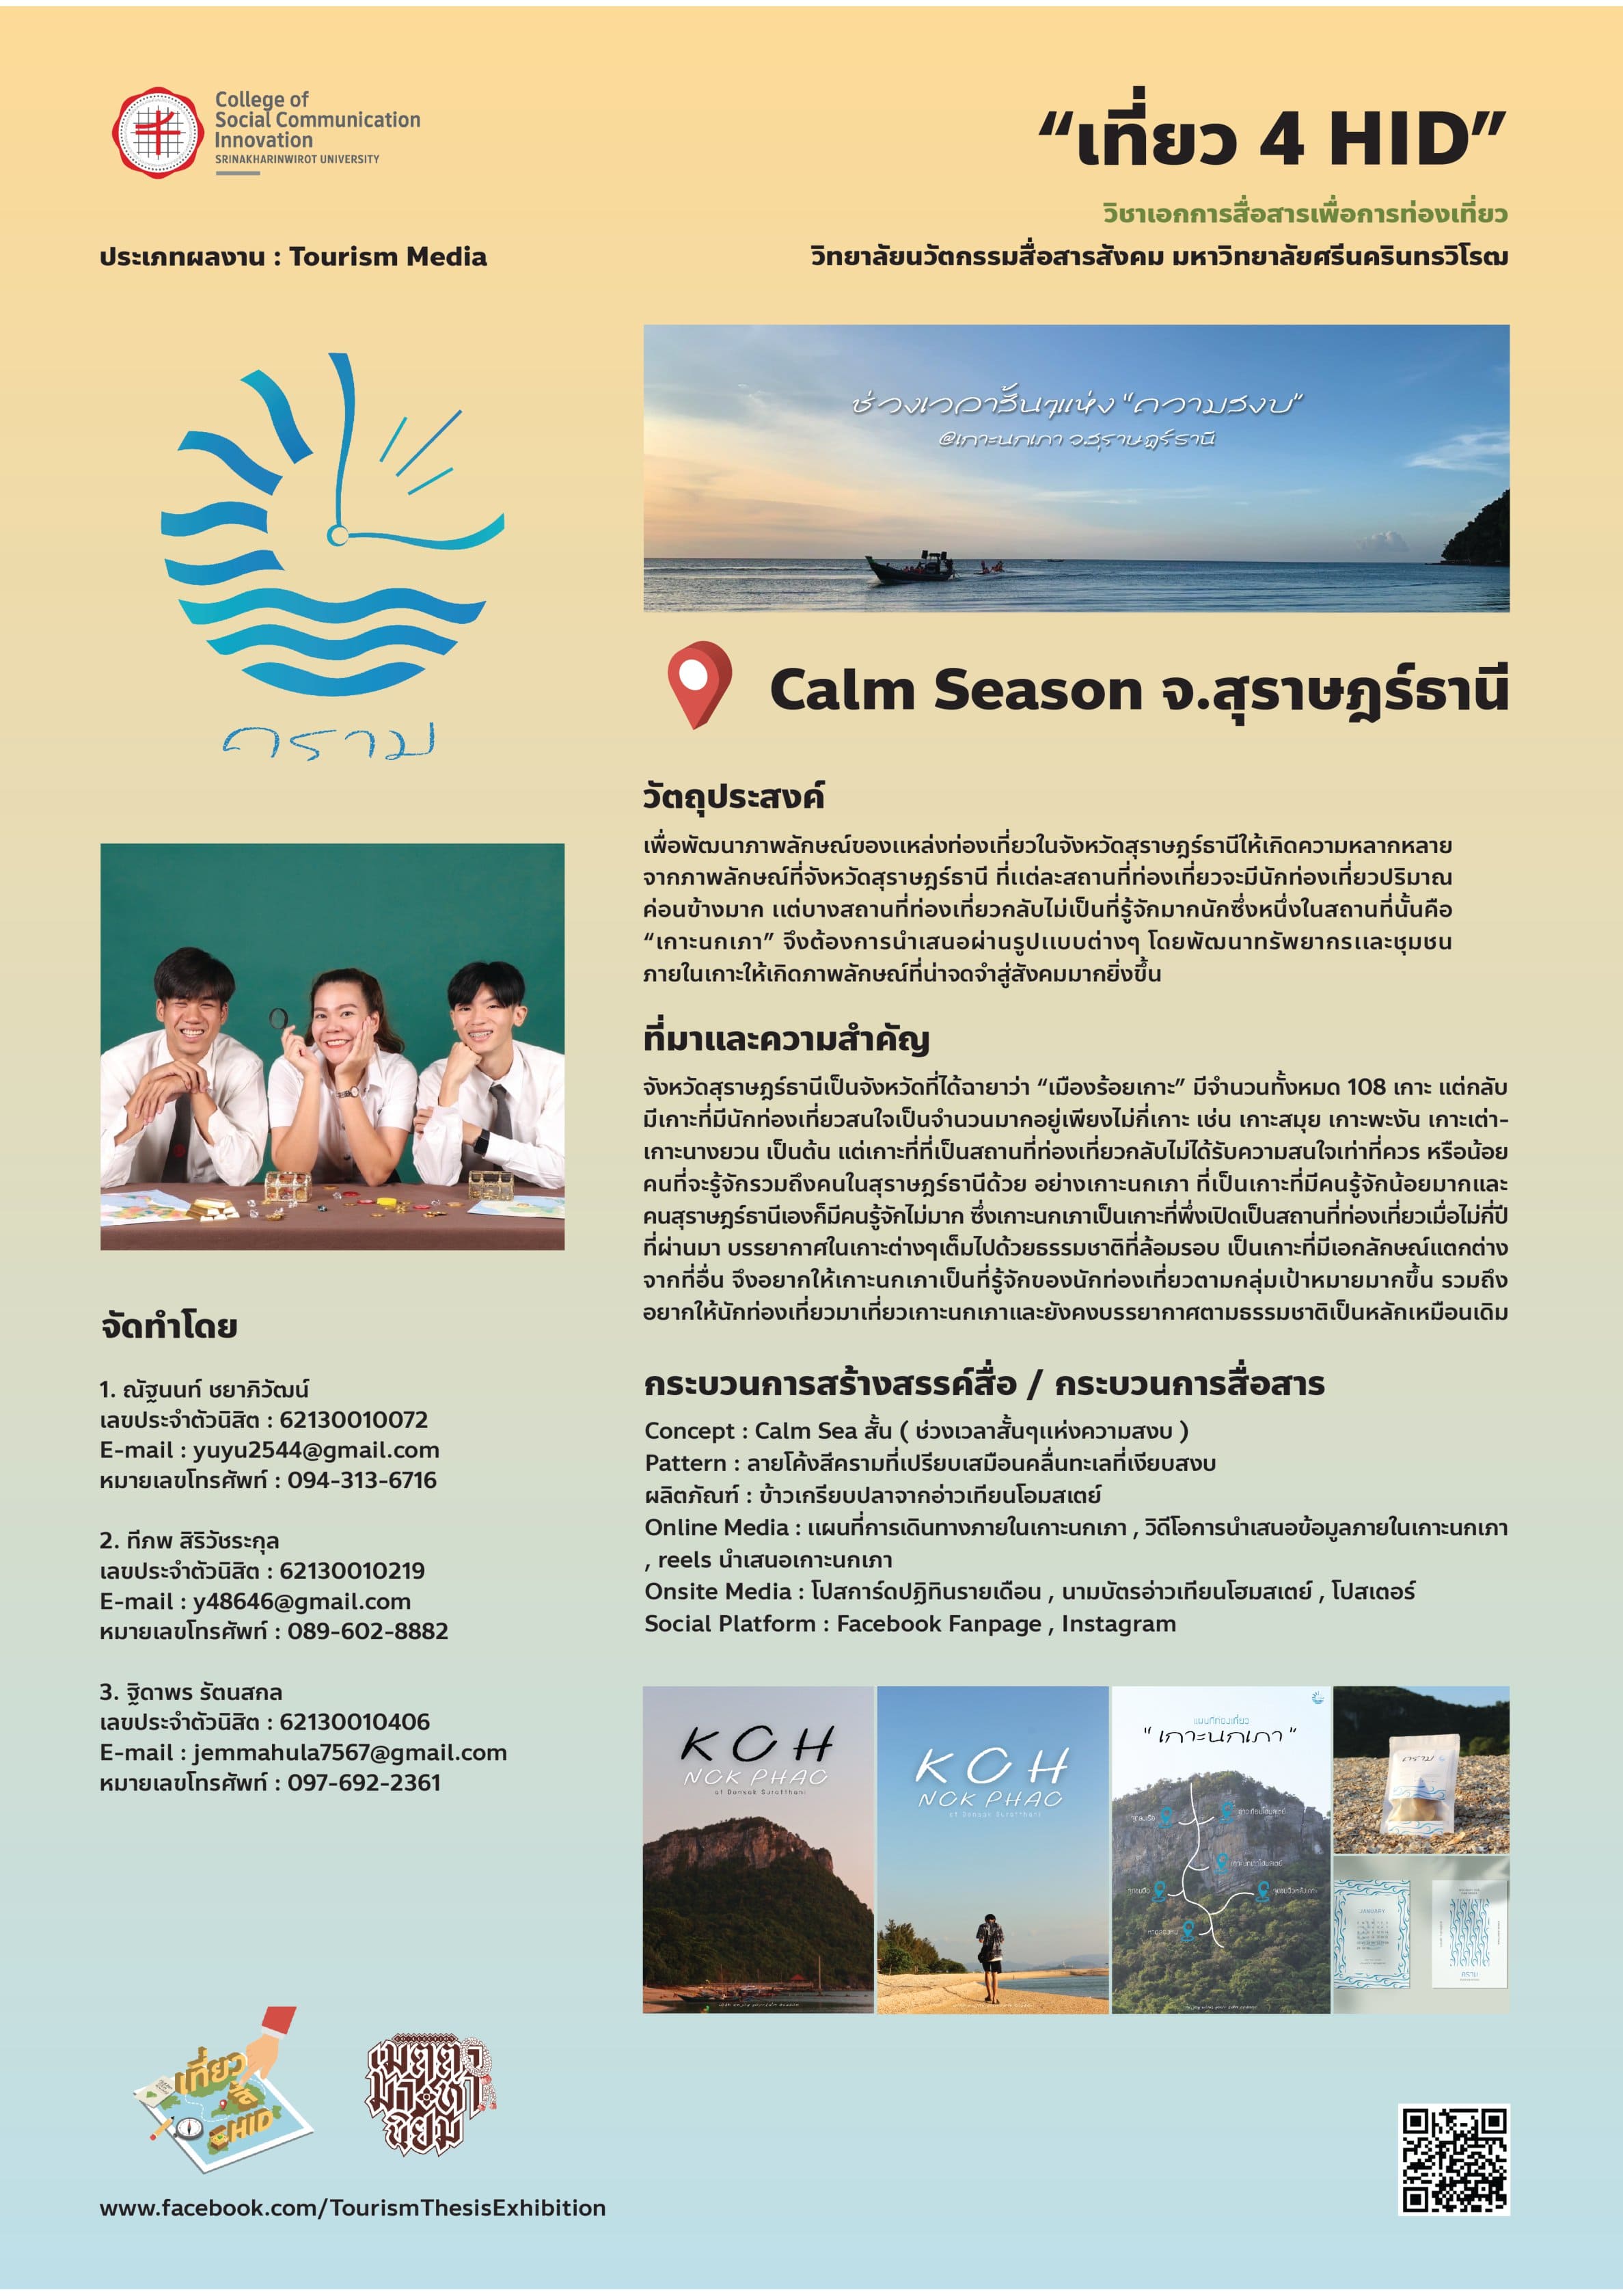 College of
Social Communication
Innovation
SRINAKHARINWIROT UNIVERSITY
“เที่ยว 4 HID”
วิชาเอกการสื่อสารเพื่อการท่องเที่ยว
ประเภทผลงาน : Tourism Media
วิทยาลัยนวัตกรรมสื่อสารสังคม มหาวิทยาลัยศรีนครินทรวิโรฒ
คราม
ช่วงเวลาสั้นๆแห่ง "ความสงบ"
@เกาะนกเภา จ.สุราษฎร์ธานี
Calm Season จ.สุราษฎร์ธานี
วัตถุประสงค์
เพื่อพัฒนาภาพลักษณ์ของแหล่งท่องเที่ยวในจังหวัดสุราษฎร์ธานีให้เกิดความหลากหลาย
จากภาพลักษณ์ที่จังหวัดสุราษฎร์ธานี ที่แต่ละสถานที่ท่องเที่ยวจะมีนักท่องเที่ยวปริมาณ
ค่อนข้างมาก แต่บางสถานที่ท่องเที่ยวกลับไม่เป็นที่รู้จักมากนักซึ่งหนึ่งในสถานที่นั้นคือ
“เกาะนกเภา” จึงต้องการนำเสนอผ่านรูปแบบต่างๆ โดยพัฒนาทรัพยากรและชุมชน
ภายในเกาะให้เกิดภาพลักษณ์ที่น่าจดจำสู่สังคมมากยิ่งขึ้น
ที่มาและความสำคัญ
จังหวัดสุราษฎร์ธานีเป็นจังหวัดที่ได้ฉายาว่า “เมืองร้อยเกาะ” มีจำนวนทั้งหมด 108 เกาะ แต่กลับ
มีเกาะที่มีนักท่องเที่ยวสนใจเป็นจำนวนมากอยู่เพียงไม่กี่เกาะ เช่น เกาะสมุย เกาะพะงัน เกาะเต่า-
เกาะนางยวน เป็นต้น แต่เกาะที่ที่เป็นสถานที่ท่องเที่ยวกลับไม่ได้รับความสนใจเท่าที่ควร หรือน้อย
คนที่จะรู้จักรวมถึงคนในสุราษฎร์ธานีด้วย อย่างเกาะนกเภา ที่เป็นเกาะที่มีคนรู้จักน้อยมากและ
คนสุราษฎร์ธานีเองก็มีคนรู้จักไม่มาก ซึ่งเกาะนกเภาเป็นเกาะที่พึ่งเปิดเป็นสถานที่ท่องเที่ยวเมื่อไม่กี่ปี
ที่ผ่านมา บรรยากาศในเกาะต่างๆเต็มไปด้วยธรรมชาติที่ล้อมรอบ เป็นเกาะที่มีเอกลักษณ์แตกต่าง
จากที่อื่น จึงอยากให้เกาะนกเภาเป็นที่รู้จักของนักท่องเที่ยวตามกลุ่มเป้าหมายมากขึ้น รวมถึง
อยากให้นักท่องเที่ยวมาเที่ยวเกาะนกเภาและยังคงบรรยากาศตามธรรมชาติเป็นหลักเหมือนเดิม
กระบวนการสร้างสรรค์สื่อ / กระบวนการสื่อสาร
Concept : Calm Sea สั้น ( ช่วงเวลาสั้นๆแห่งความสงบ )
Pattern : ลายโค้งสีครามที่เปรียบเสมือนคลื่นทะเลที่เงียบสงบ
ผลิตภัณฑ์ : ข้าวเกรียบปลาจากอ่าวเทียนโอมสเตย์
Online Media : แผนที่การเดินทางภายในเกาะนกเภา , วิดีโอการนำเสนอข้อมูลภายในเกาะนกเภา
, reels นำเสนอเกาะนกเภา
Onsite Media : โปสการ์ดปฏิทินรายเดือน , นามบัตรอ่าวเทียนโฮมสเตย์ , โปสเตอร์
Social Platform : Facebook Fanpage , Instagram
จัดทำโดย
1. ณัฐนนท์ ชยาภิวัฒน์
เลขประจำตัวนิสิต : 62130010072
E-mail : yuyu2544@gmail.com
หมายเลขโทรศัพท์ : 094-313-6716
2. ทีภพ สิริวัชระกุล
เลขประจำตัวนิสิต : 62130010219
E-mail : y48646@gmail.com
หมายเลขโทรศัพท์ : 089-602-8882
3. ฐิดาพร รัตนสกล
เลขประจำตัวนิสิต : 62130010406
E-mail : jemmahula7567@gmail.com
หมายเลขโทรศัพท์ : 097-692-2361
KOH
NOK PHAO
at Donsak Suratthani
KOH
NOK PHAO
at Donsak Suratthani
แผนที่ท่องเที่ยว
"เกาะนกเภา"
คราม
JANUARY
คราม
เที่ยว
สี่
HID
เมตตา
มหา
นิยม
www.facebook.com/TourismThesisExhibition